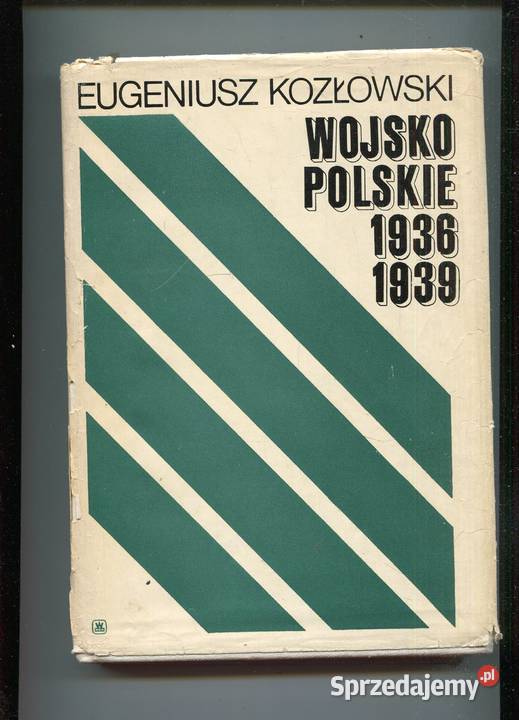 EUGENIUSZ KOZŁOWSKI
WOJSKO
POLSKIE
1936
1939
Sprzedajemy.pl